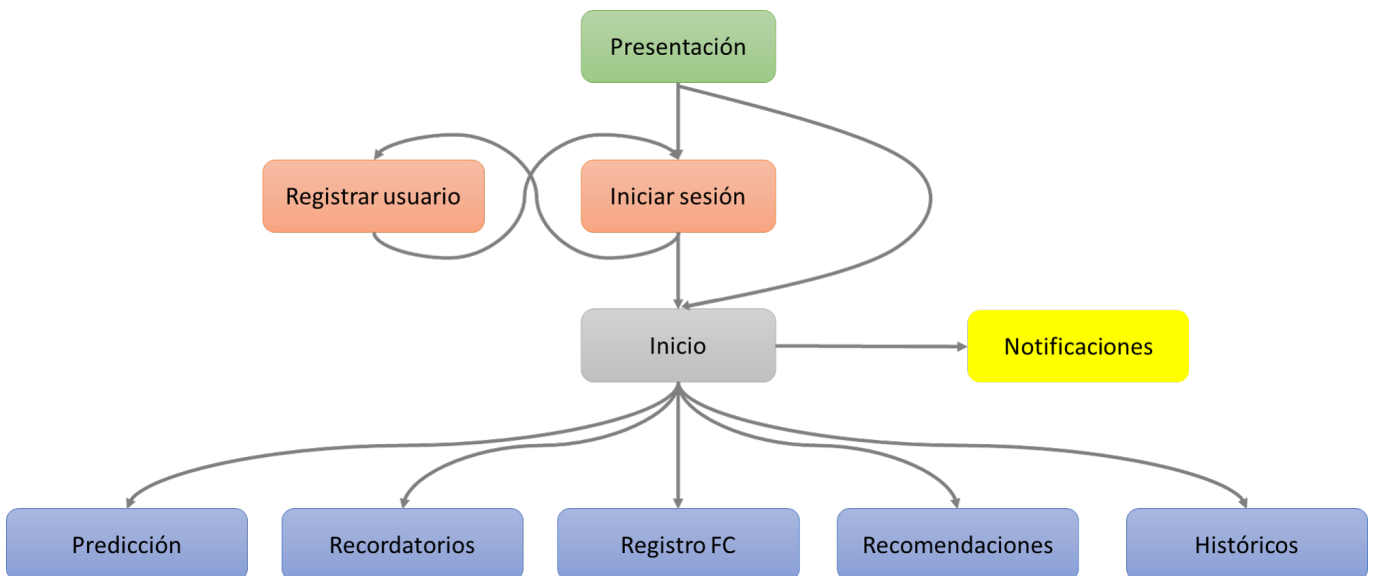 Presentación
Registrar usuario
Iniciar sesión
Inicio
Notificaciones
Predicción
Recordatorios
Registro FC
Recomendaciones
Históricos